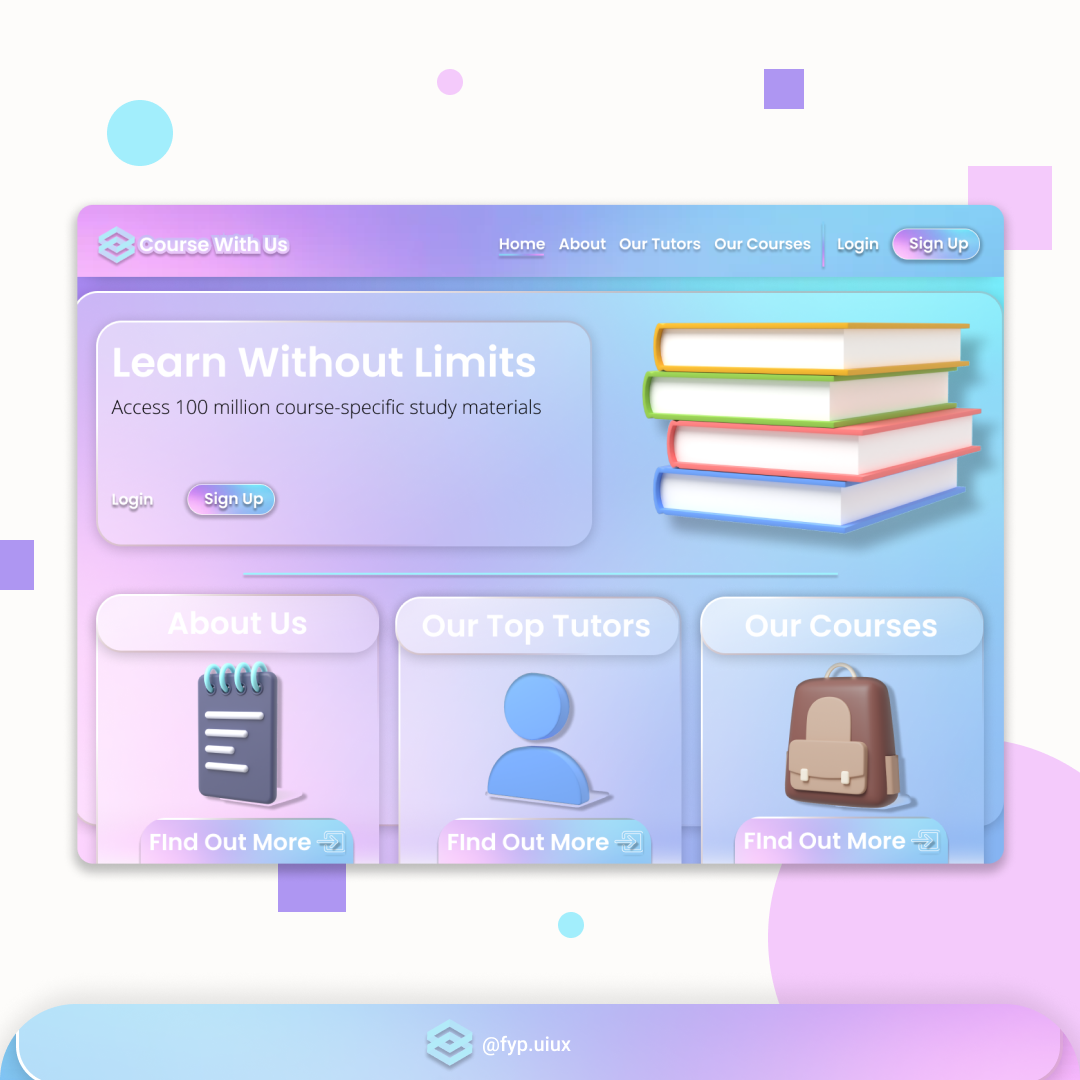 Course With Us
Home About Our Tutors Our Courses Login Sign Up
Learn Without Limits
Access 100 million course-specific study materials
Login Sign Up
About Us
Our Top Tutors
Our Courses
FInd Out More
FInd Out More
FInd Out More
@fyp.uiux